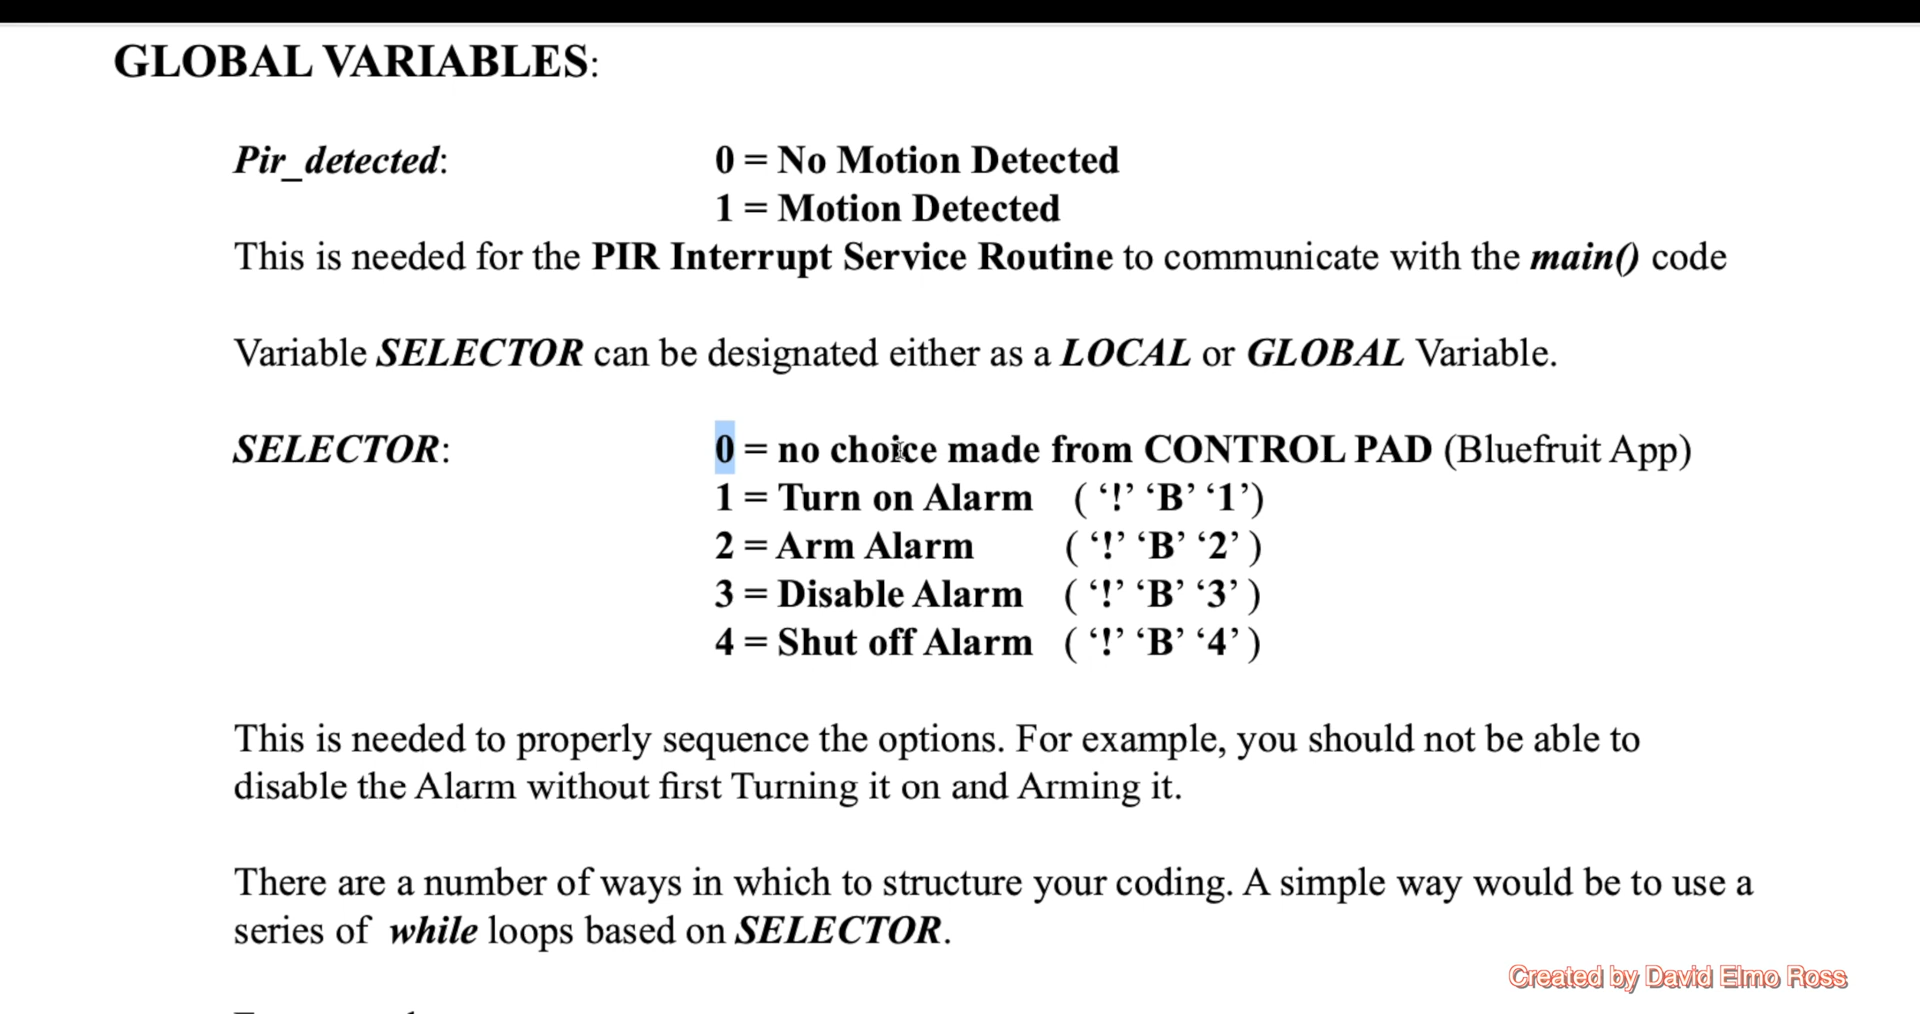 GLOBAL VARIABLES:
Pir_detected: 0 = No Motion Detected
1 = Motion Detected
This is needed for the PIR Interrupt Service Routine to communicate with the main() code
Variable SELECTOR can be designated either as a LOCAL or GLOBAL Variable.
SELECTOR: 0 = no choice made from CONTROL PAD (Bluefruit App)
1 = Turn on Alarm ( ‘!’ ‘B’ ‘1’)
2 = Arm Alarm ( ‘!’ ‘B’ ‘2’ )
3 = Disable Alarm ( ‘!’ ‘B’ ‘3’ )
4 = Shut off Alarm ( ‘!’ ‘B’ ‘4’ )
This is needed to properly sequence the options. For example, you should not be able to
disable the Alarm without first Turning it on and Arming it.
There are a number of ways in which to structure your coding. A simple way would be to use a
series of while loops based on SELECTOR.
Created by David Elmo Ross